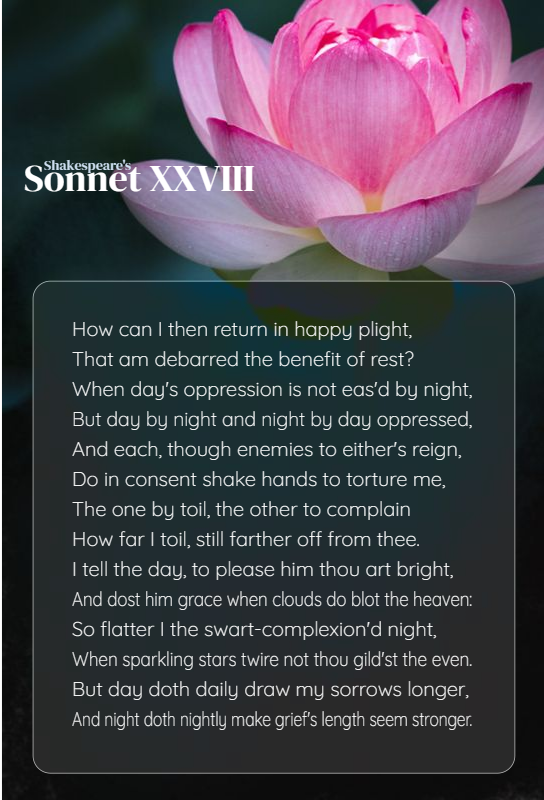 Shakespeare's
Sonnet XXVIII
How can I then return in happy plight,
That am debarred the benefit of rest?
When day's oppression is not eas'd by night,
But day by night and night by day oppressed,
And each, though enemies to either's reign,
Do in consent shake hands to torture me,
The one by toil, the other to complain
How far I toil, still farther off from thee.
I tell the day, to please him thou art bright,
And dost him grace when clouds do blot the heaven:
So flatter I the swart-complexion'd night,
When sparkling stars twire not thou gild'st the even.
But day doth daily draw my sorrows longer,
And night doth nightly make grief's length seem stronger.